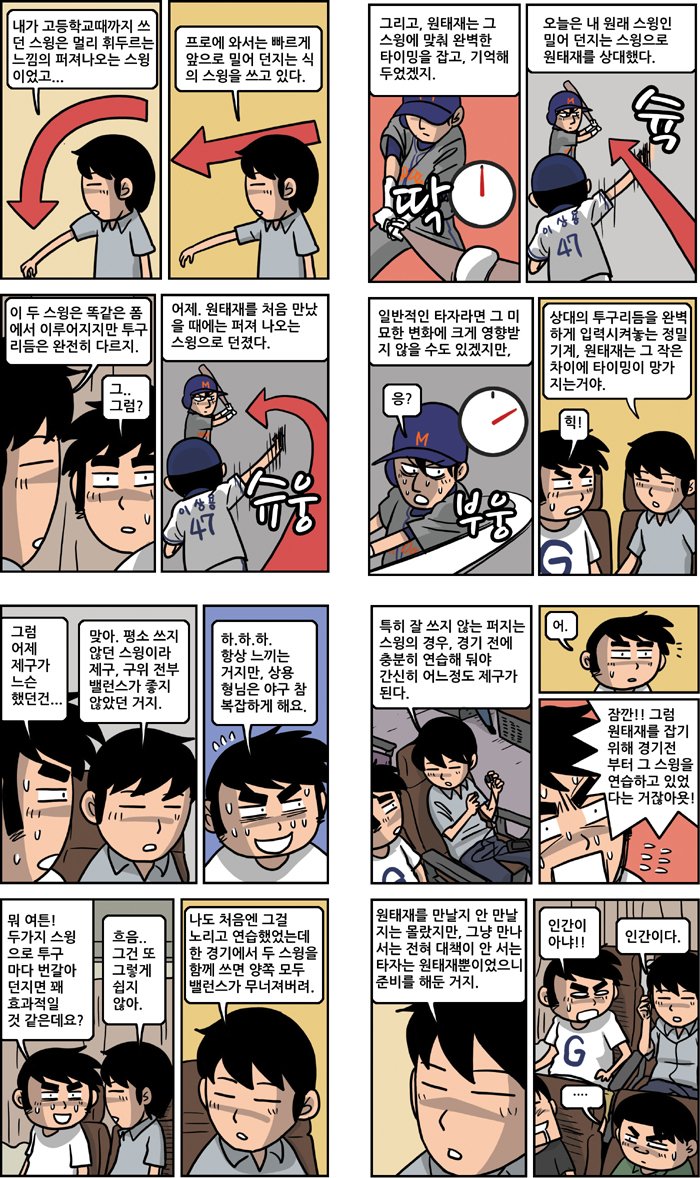 내가 고등학교때까지 쓰
던 스윙은 멀리 휘두르는
느낌의 퍼져나오는 스윙
이었고...
프로에 와서는 빠르게
앞으로 밀어 던지는 식
의 스윙을 쓰고 있다.
이 두 스윙은 똑같은 폼
에서 이루어지지만 투구
리듬은 완전히 다르지.
그..
그럼?
어제. 원태재를 처음 만났
을 때에는 퍼져 나오는
스윙으로 던졌다.
M
이상용
47
슈웅
그리고, 원태재는 그
스윙에 맞춰 완벽한
타이밍을 잡고, 기억해
두었겠지.
M
딱
오늘은 내 원래 스윙인
밀어 던지는 스윙으로
원태재를 상대했다.
M
슉
이상용
47
일반적인 타자라면 그 미
묘한 변화에 크게 영향받
지 않을 수도 있겠지만,
응?
M
부웅
상대의 투구리듬을 완벽
하게 입력시켜놓는 정밀
기계, 원태재는 그 작은
차이에 타이밍이 망가
지는거야.
힉!
G
그럼
어제
제구가
느슨
했던건...
맞아. 평소 쓰지
않던 스윙이라
제구, 구위 전부
밸런스가 좋지
않았던 거지.
하.하.하.
항상 느끼는
거지만, 상용
형님은 야구 참
복잡하게 해요.
뭐 여튼!
두가지 스윙
으로 투구
마다 번갈아
던지면 꽤
효과적일
것 같은데요?
흐음..
그건 또
그렇게
쉽지
않아.
나도 처음엔 그걸
노리고 연습했었는데
한 경기에서 두 스윙을
함께 쓰면 양쪽 모두
밸런스가 무너져버려.
특히 잘 쓰지 않는 퍼지는
스윙의 경우, 경기 전에
충분히 연습해 둬야
간신히 어느정도 제구가
된다.
G
어.
잠깐!! 그럼
원태재를 잡기
위해 경기전
부터 그 스윙을
연습하고 있었
다는 거잖아욧!
원태재를 만날지 안 만날
지는 몰랐지만, 그냥 만나
서는 전혀 대책이 안 서는
타자는 원태재뿐이었으니
준비를 해둔 거지.
인간이
아냐!!
인간이다.
G
....